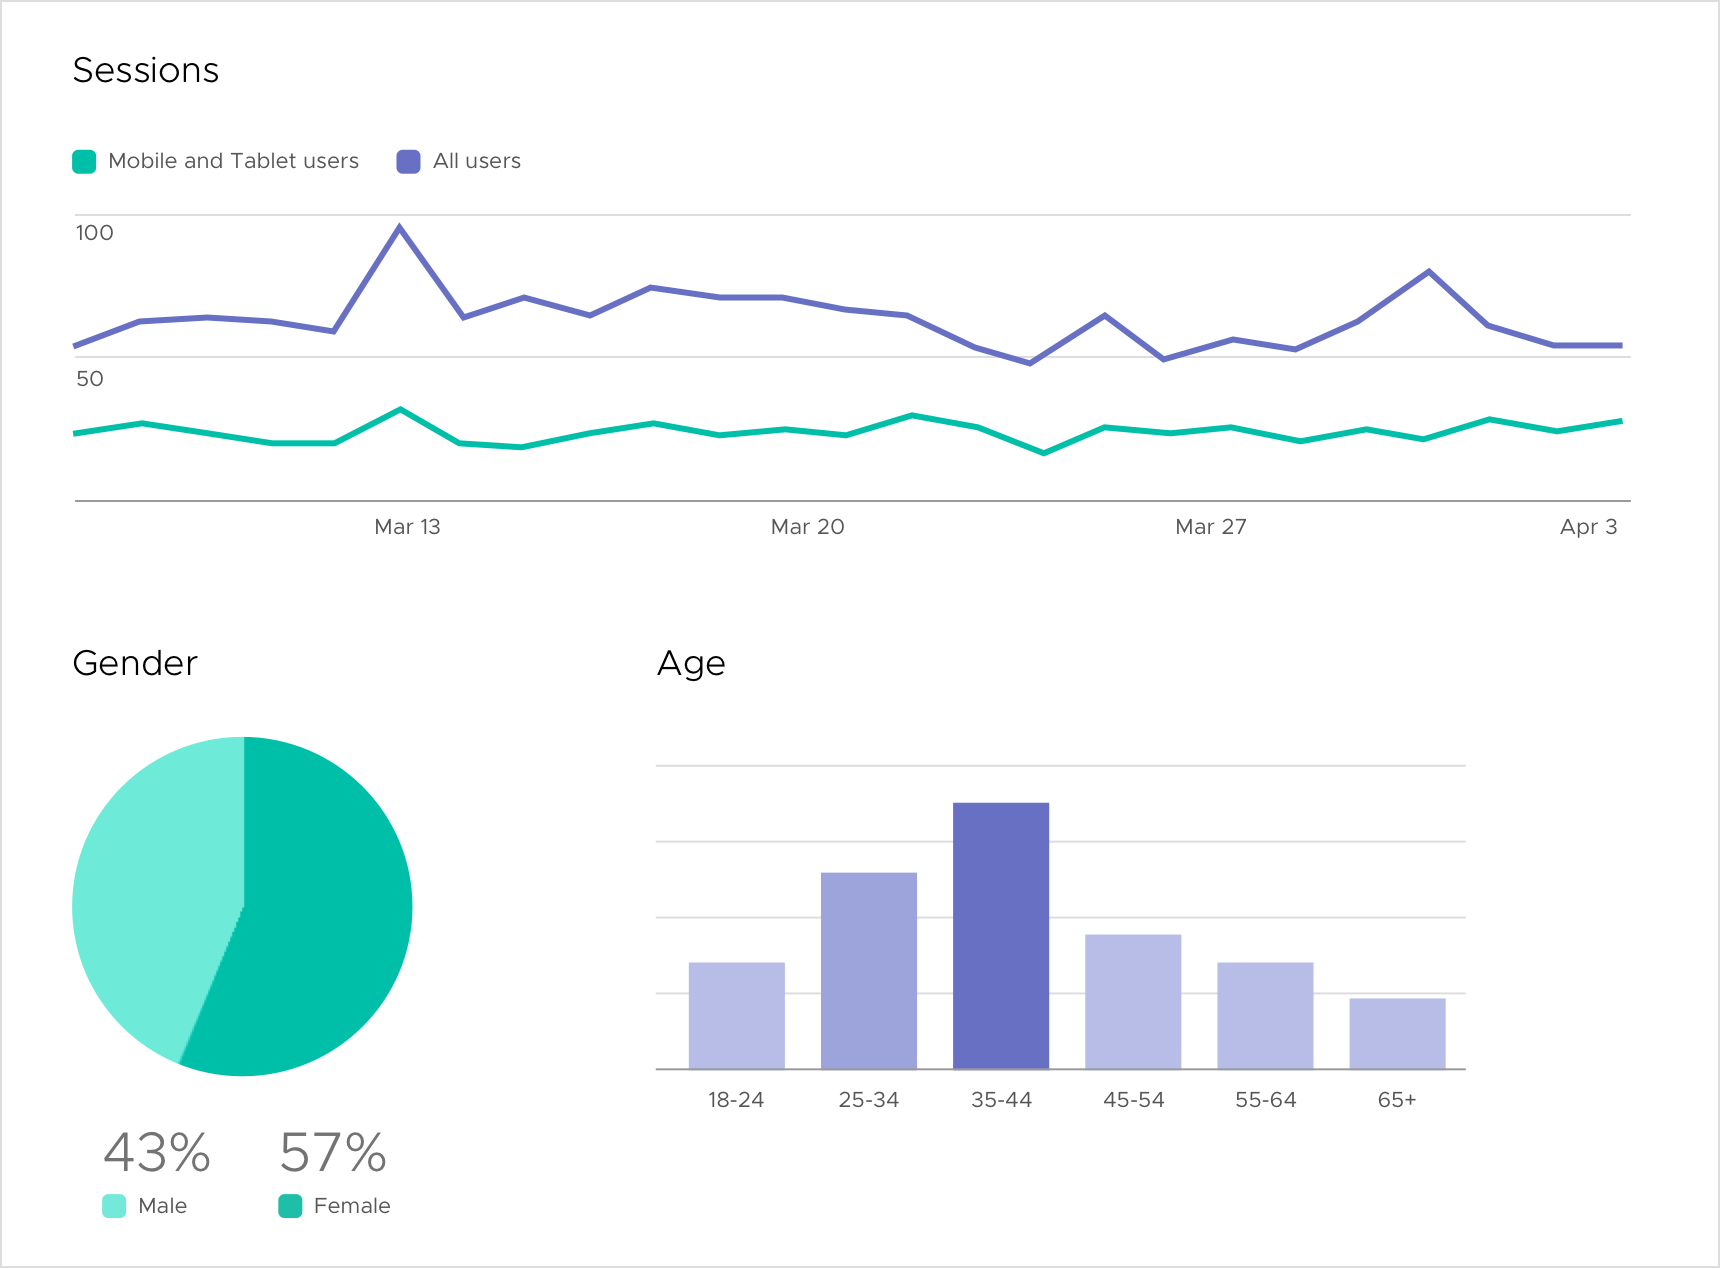 Sessions
Mobile and Tablet users All users
100
50
Mar 13 Mar 20 Mar 27 Apr 3
Gender
Age
18-24 25-34 35-44 45-54 55-64 65+
43% 57%
Male Female